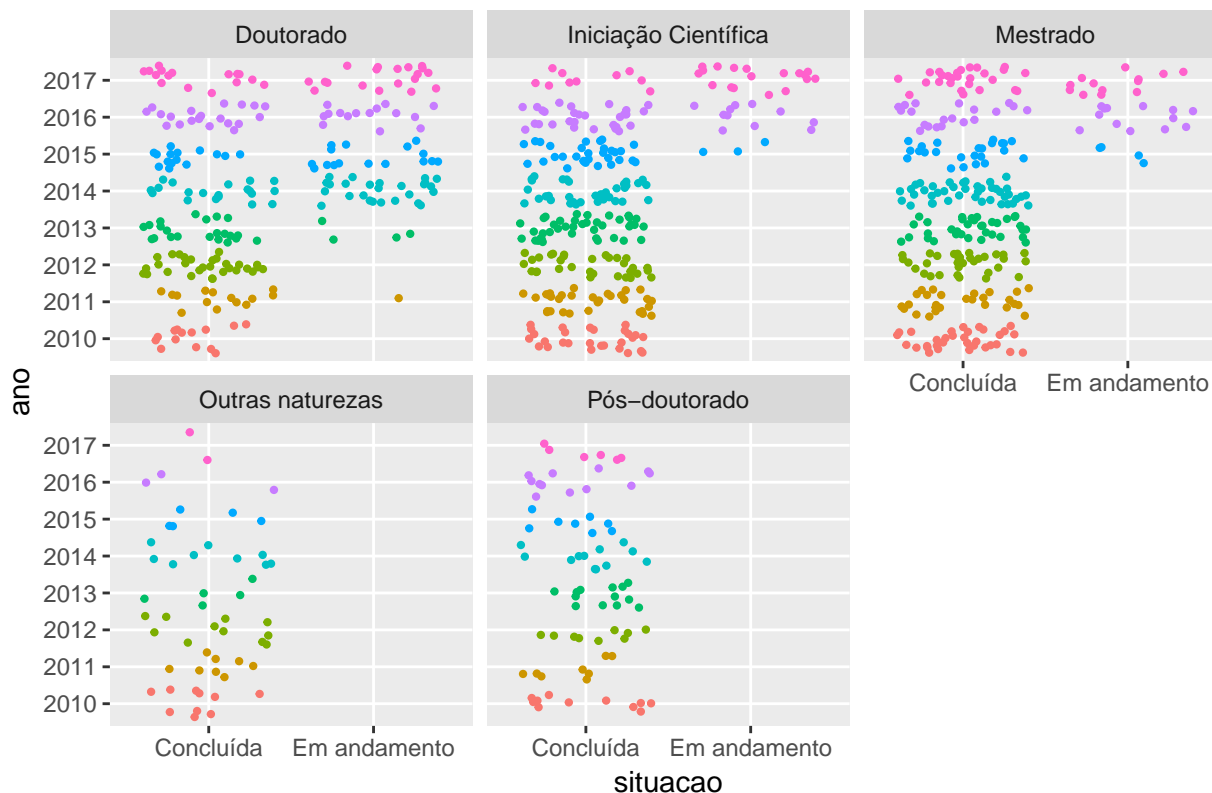 Doutorado
Iniciação Científica
Mestrado
2017
2016
2015
2014
2013
2012
2011
2010
Concluída
Em andamento
ano
Outras naturezas
Pós−doutorado
2017
2016
2015
2014
2013
2012
2011
2010
Concluída
Em andamento
Concluída
Em andamento
situacao